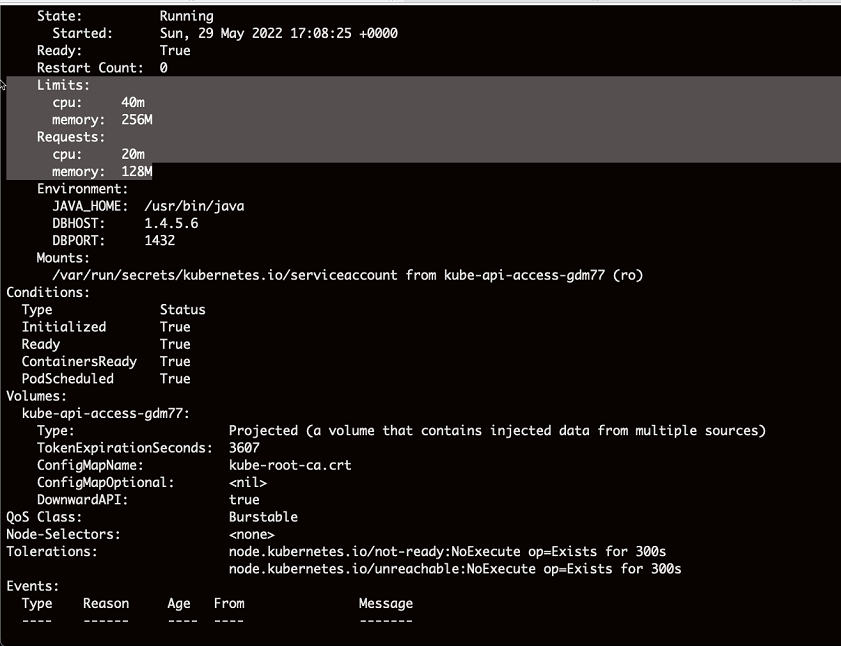 State:          Running
Started:      Sun, 29 May 2022 17:08:25 +0000
Ready:          True
Restart Count:  0
Limits:
cpu:     40m
memory:  256M
Requests:
cpu:     20m
memory:  128M
Environment:
JAVA_HOME:  /usr/bin/java
DBHOST:     1.4.5.6
DBPORT:     1432
Mounts:
/var/run/secrets/kubernetes.io/serviceaccount from kube-api-access-gdm77 (ro)
Conditions:
Type              Status
Initialized       True
Ready             True
ContainersReady   True
PodScheduled      True
Volumes:
kube-api-access-gdm77:
Type:                    Projected (a volume that contains injected data from multiple sources)
TokenExpirationSeconds:  3607
ConfigMapName:           kube-root-ca.crt
ConfigMapOptional:       <nil>
DownwardAPI:             true
QoS Class:                   Burstable
Node-Selectors:              <none>
Tolerations:                 node.kubernetes.io/not-ready:NoExecute op=Exists for 300s
node.kubernetes.io/unreachable:NoExecute op=Exists for 300s
Events:
Type    Reason     Age   From               Message
----    ------     ----  ----               -------